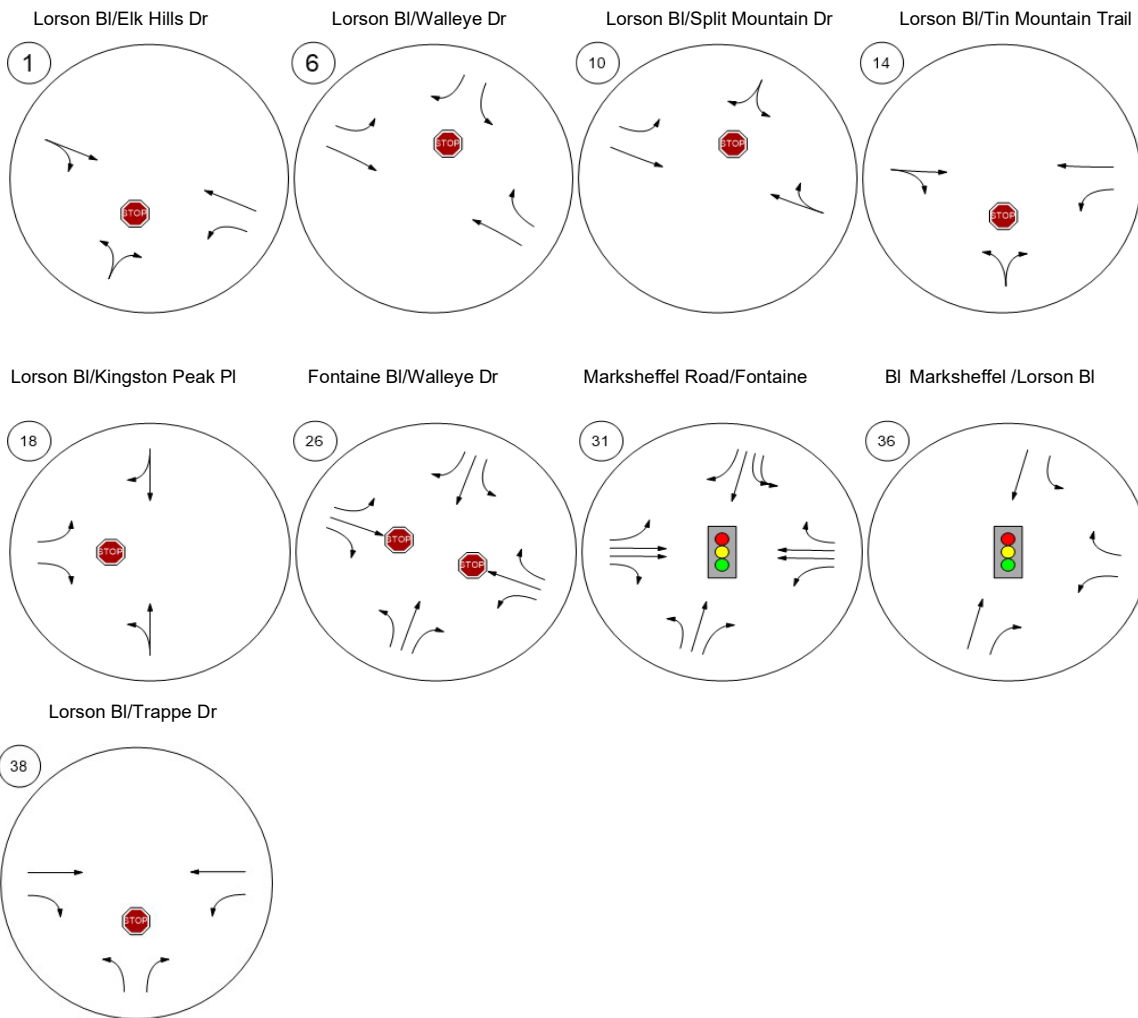 Lorson Bl/Elk Hills Dr
Lorson Bl/Walleye Dr
Lorson Bl/Split Mountain Dr
Lorson Bl/Tin Mountain Trail
1
6
10
14
STOP
STOP
STOP
STOP
Lorson Bl/Kingston Peak Pl
Fontaine Bl/Walleye Dr
Marksheffel Road/Fontaine
Bl Marksheffel /Lorson Bl
18
26
31
36
STOP
STOP
STOP
Lorson Bl/Trappe Dr
38
STOP